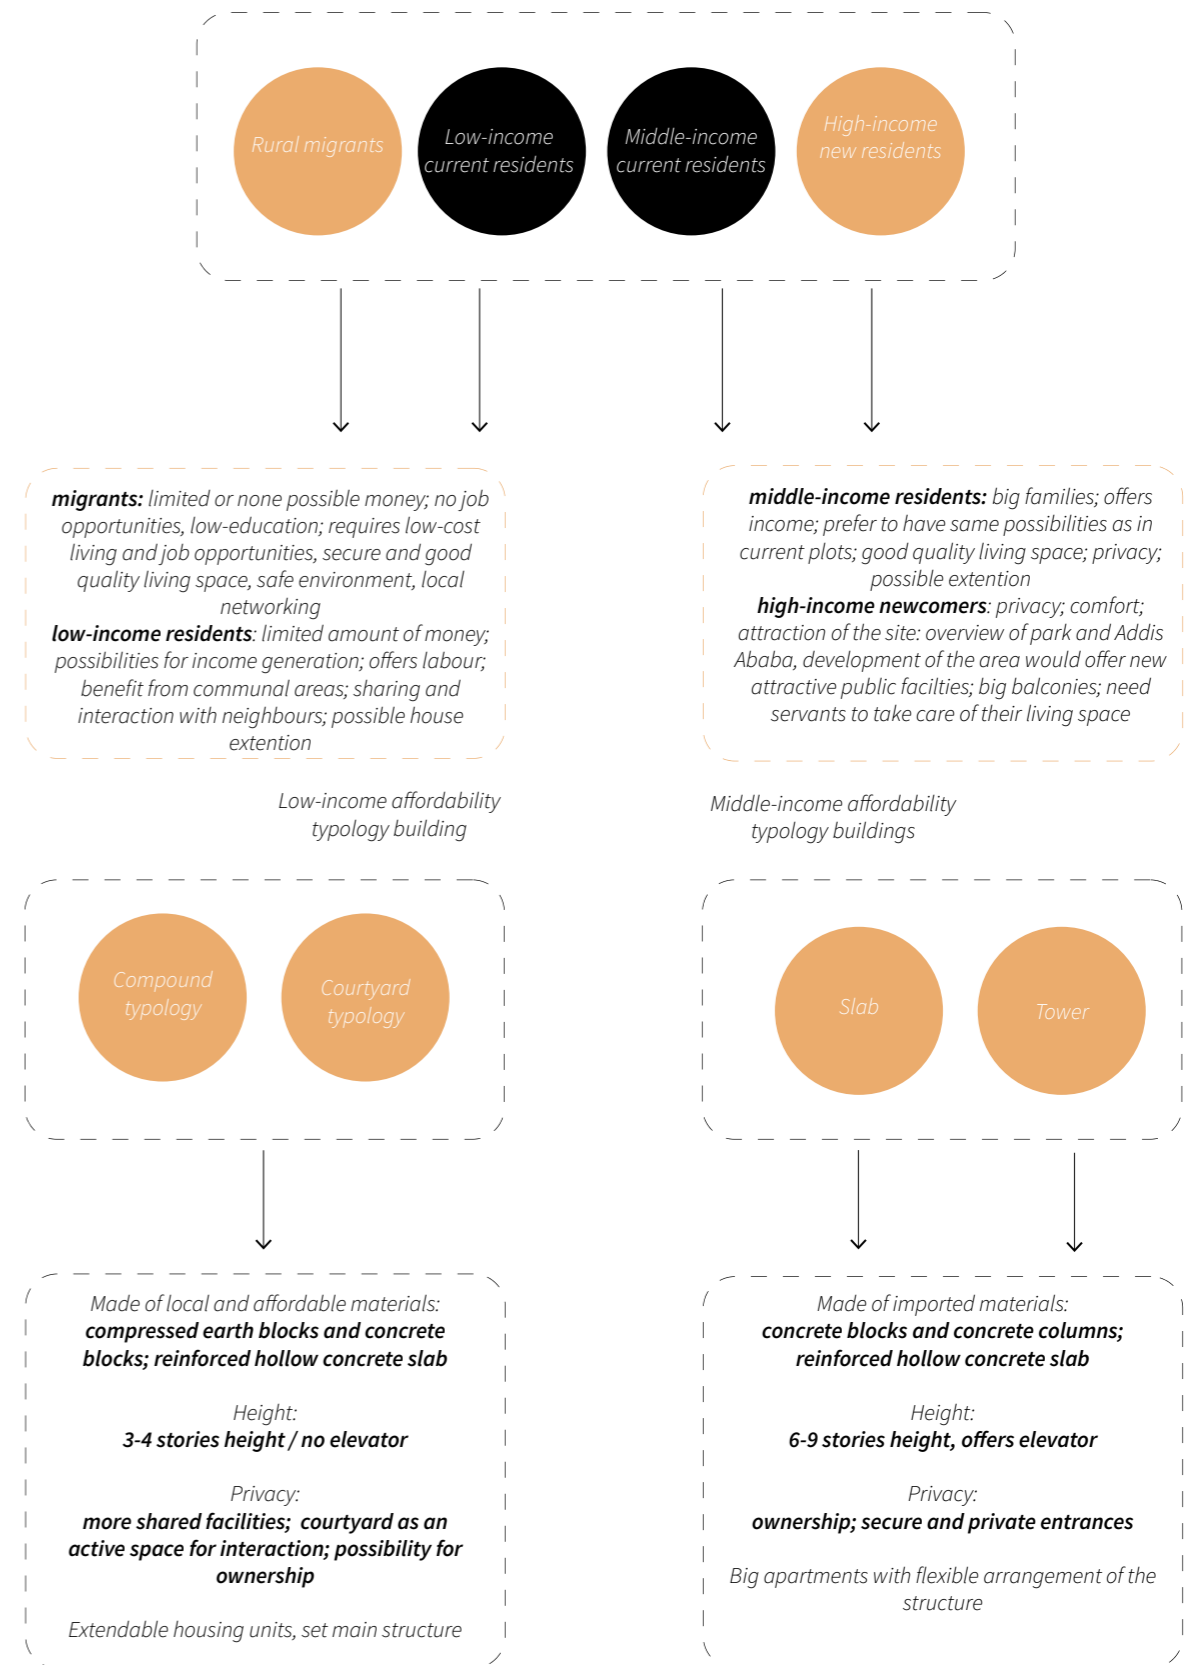 Rural migrants
Low-income
current residents
Middle-income
current residents
High-income
new residents
migrants: limited or none possible money; no job
opportunities, low-education; requires low-cost
living and job opportunities, secure and good
quality living space, safe environment, local
networking
low-income residents: limited amount of money;
possibilities for income generation; offers labour;
benefit from communal areas; sharing and
interaction with neighbours; possible house
extention
middle-income residents: big families; offers
income; prefer to have same possibilities as in
current plots; good quality living space; privacy;
possible extention
high-income newcomers: privacy; comfort;
attraction of the site: overview of park and Addis
Ababa, development of the area would offer new
attractive public facilties; big balconies; need
servants to take care of their living space
Low-income affordability
typology building
Middle-income affordability
typology buildings
Compound
typology
Courtyard
typology
Slab
Tower
Made of local and affordable materials:
compressed earth blocks and concrete
blocks; reinforced hollow concrete slab
Height:
3-4 stories height / no elevator
Privacy:
more shared facilities;  courtyard as an
active space for interaction; possibility for
ownership
Extendable housing units, set main structure
Made of imported materials:
concrete blocks and concrete columns;
reinforced hollow concrete slab
Height:
6-9 stories height, offers elevator
Privacy:
ownership; secure and private entrances
Big apartments with flexible arrangement of the
structure